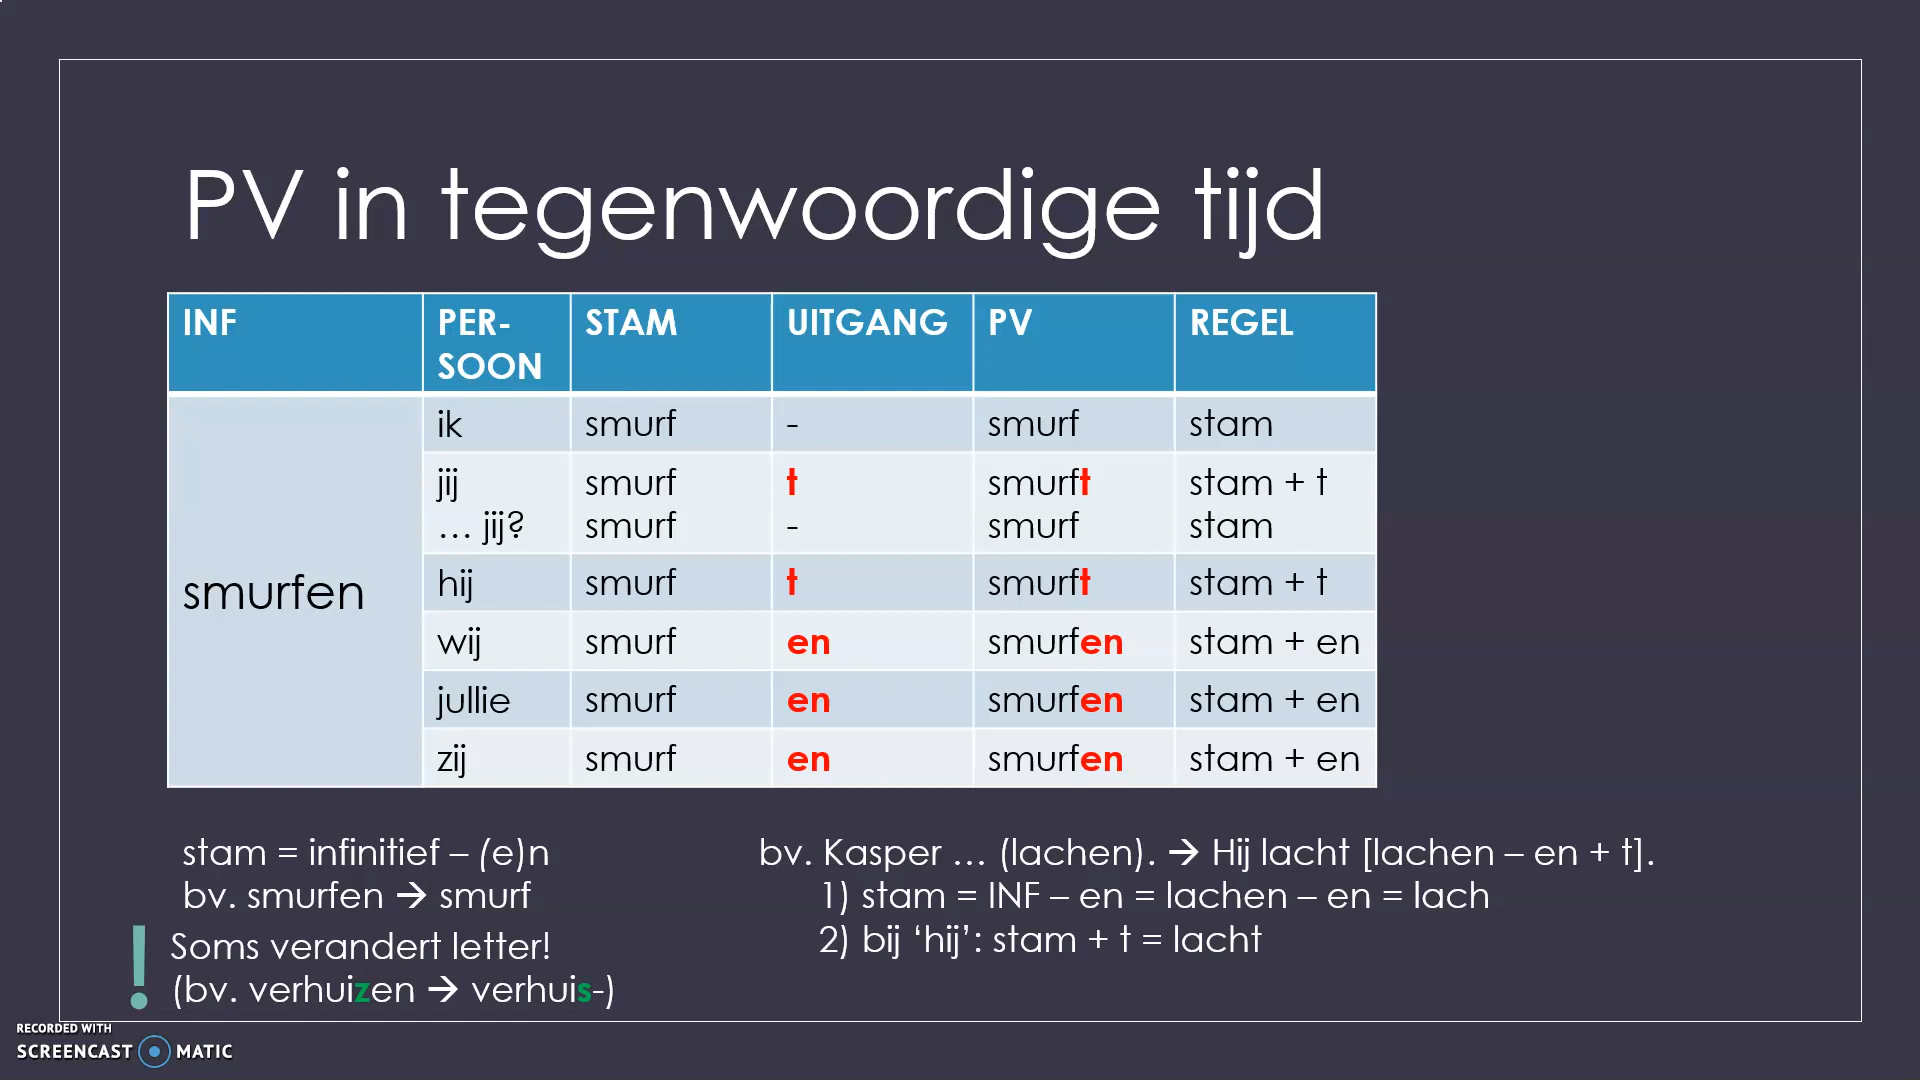 PV in tegenwoordige tijd
INF PER-SOON STAM UITGANG PV REGEL
smurfen
ik smurf - smurf stam
jij smurf t smurft stam + t
… jij? smurf - smurf stam
hij smurf t smurft stam + t
wij smurf en smurfen stam + en
jullie smurf en smurfen stam + en
zij smurf en smurfen stam + en
stam = infinitief – (e)n
bv. smurfen → smurf
! Soms verandert letter!
(bv. verhuizen → verhuis-)
bv. Kasper … (lachen). → Hij lacht [lachen – en + t].
1) stam = INF – en = lachen – en = lach
2) bij ‘hij’: stam + t = lacht
RECORDED WITH
SCREENCAST MATIC